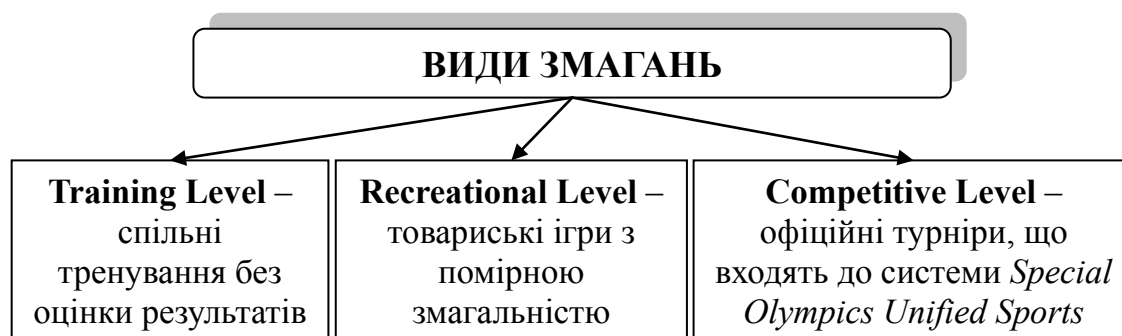 ВИДИ ЗМАГАНЬ
Training Level –
спільні
тренування без
оцінки результатів
Recreational Level –
товариські ігри з
помірною
змагальністю
Competitive Level –
офіційні турніри, що
входять до системи Special
Olympics Unified Sports